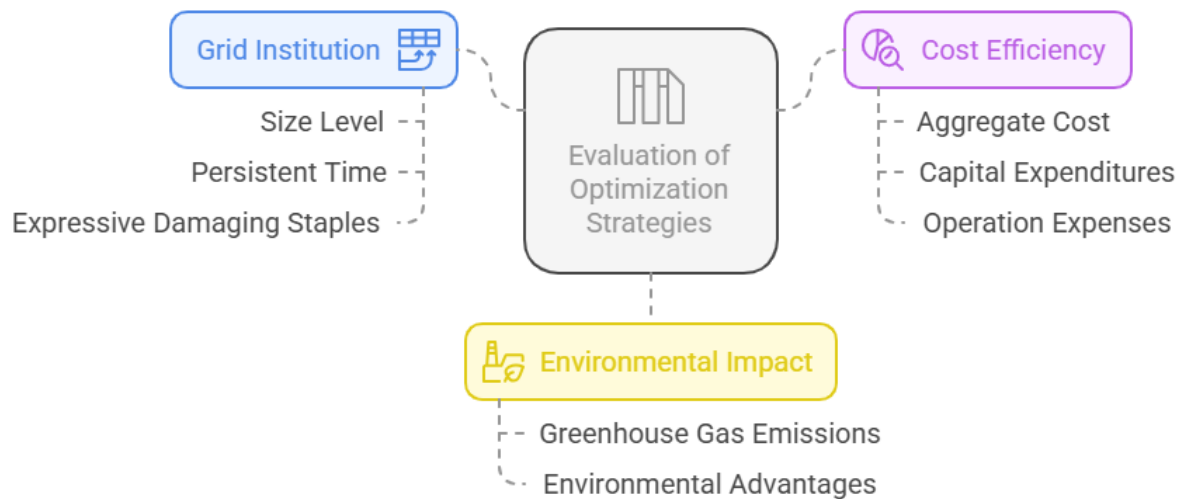 Grid Institution
Size Level
Persistent Time
Expressive Damaging Staples
Evaluation of
Optimization
Strategies
Cost Efficiency
Aggregate Cost
Capital Expenditures
Operation Expenses
Environmental Impact
Greenhouse Gas Emissions
Environmental Advantages